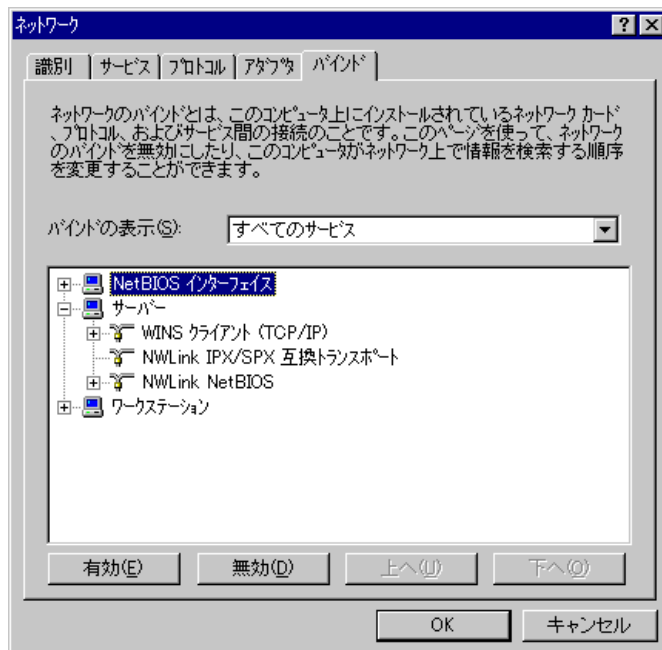 ネットワーク
識別 サービス プロトコル アダプタ バインド
ネットワークのバインドとは、このコンピュータ上にインストールされているネットワーク カード
、プロトコル、およびサービス間の接続のことです。このページを使って、ネットワーク
のバインドを無効にしたり、このコンピュータがネットワーク上で情報を検索する順序
を変更することができます。
バインドの表示(S): すべてのサービス
NetBIOS インターフェイス
サーバー
WINS クライアント (TCP/IP)
NWLink IPX/SPX 互換トランスポート
NWLink NetBIOS
ワークステーション
有効(E) 無効(D) 上へ(U) 下へ(O)
OK キャンセル